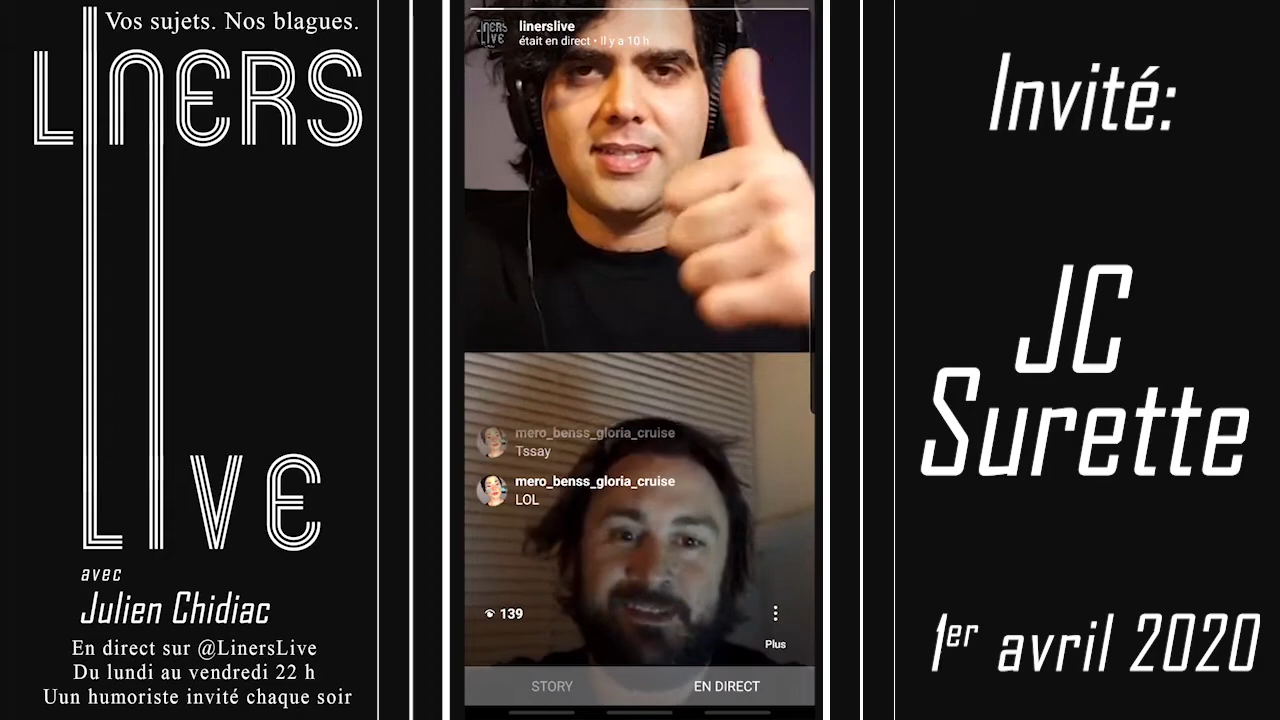 Vos sujets. Nos blagues.
LINERS
LIVE
avec
Julien Chidiac
En direct sur @LinersLive
Du lundi au vendredi 22 h
Uun humoriste invité chaque soir
LINERS
LIVE
linerslive
était en direct • Il y a 10 h
mero_benss_gloria_cruise
Tssay
mero_benss_gloria_cruise
LOL
139
Plus
STORY
EN DIRECT
Invité:
JC
Surette
1er avril 2020